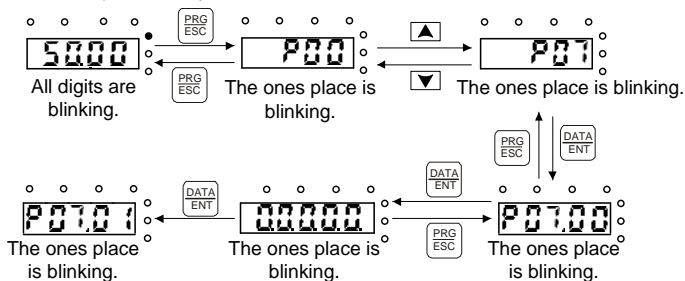 PRG
ESC
50.00
P00
P07
PRG
ESC
All digits are
blinking.
The ones place is
blinking.
The ones place is blinking.
PRG
ESC
DATA
ENT
DATA
ENT
DATA
ENT
P07.01
0.0.0.0.0
P07.00
PRG
ESC
The ones place
is blinking.
The ones place is
blinking.
The ones place
is blinking.